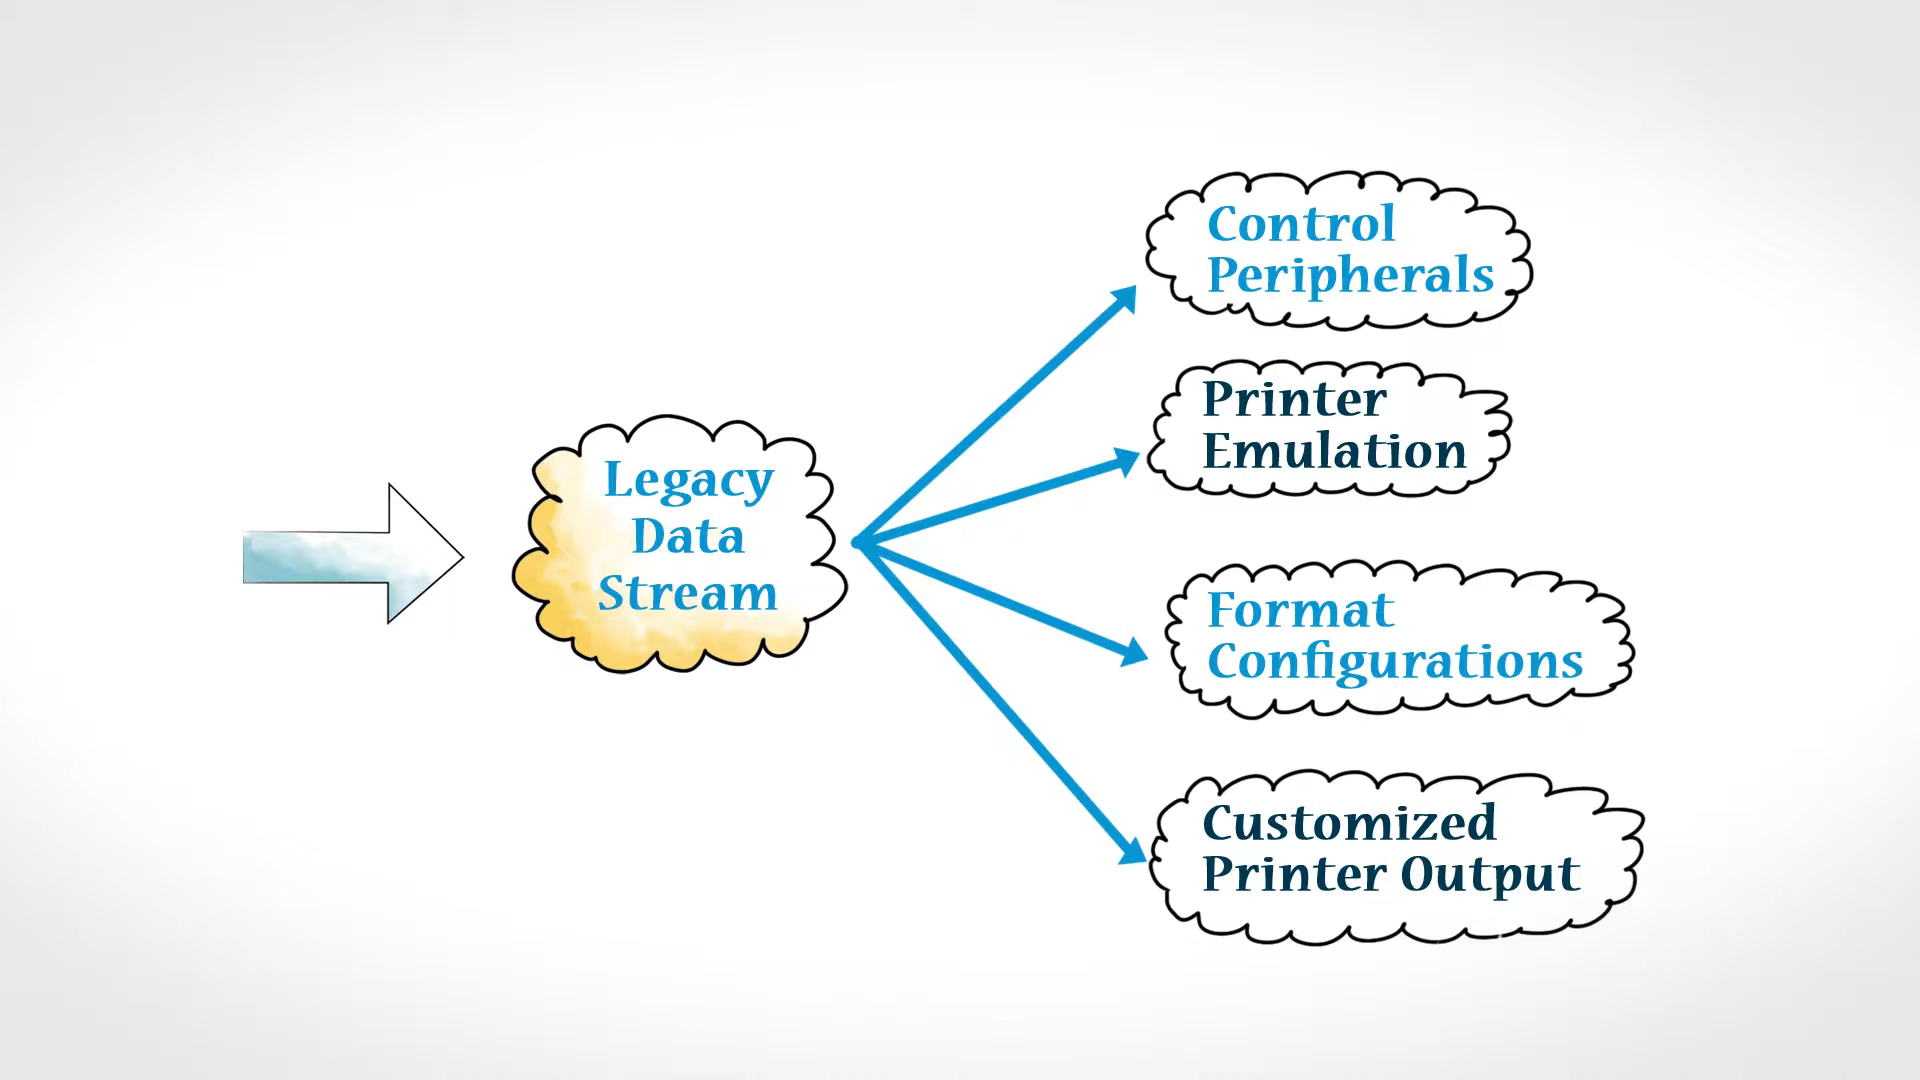 Legacy
Data
Stream
Control
Peripherals
Printer
Emulation
Format
Configurations
Customized
Printer Output